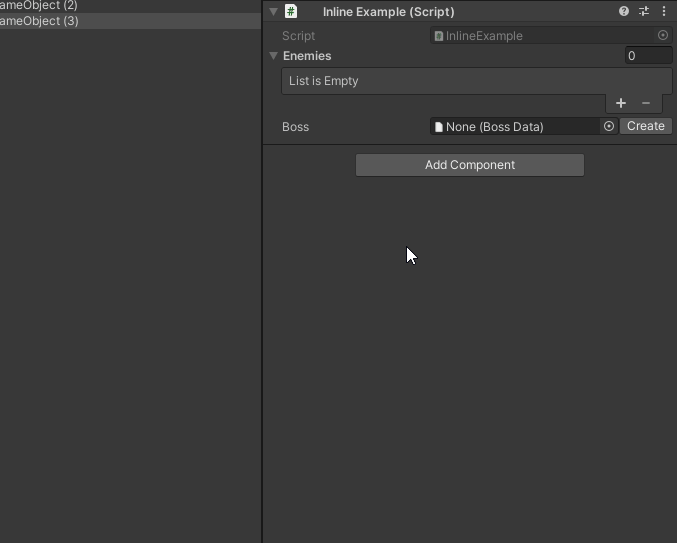 ameObject (2)
ameObject (3)
# Inline Example (Script)
Script InlineExample
Enemies 0
List is Empty
+ −
Boss None (Boss Data) Create
Add Component